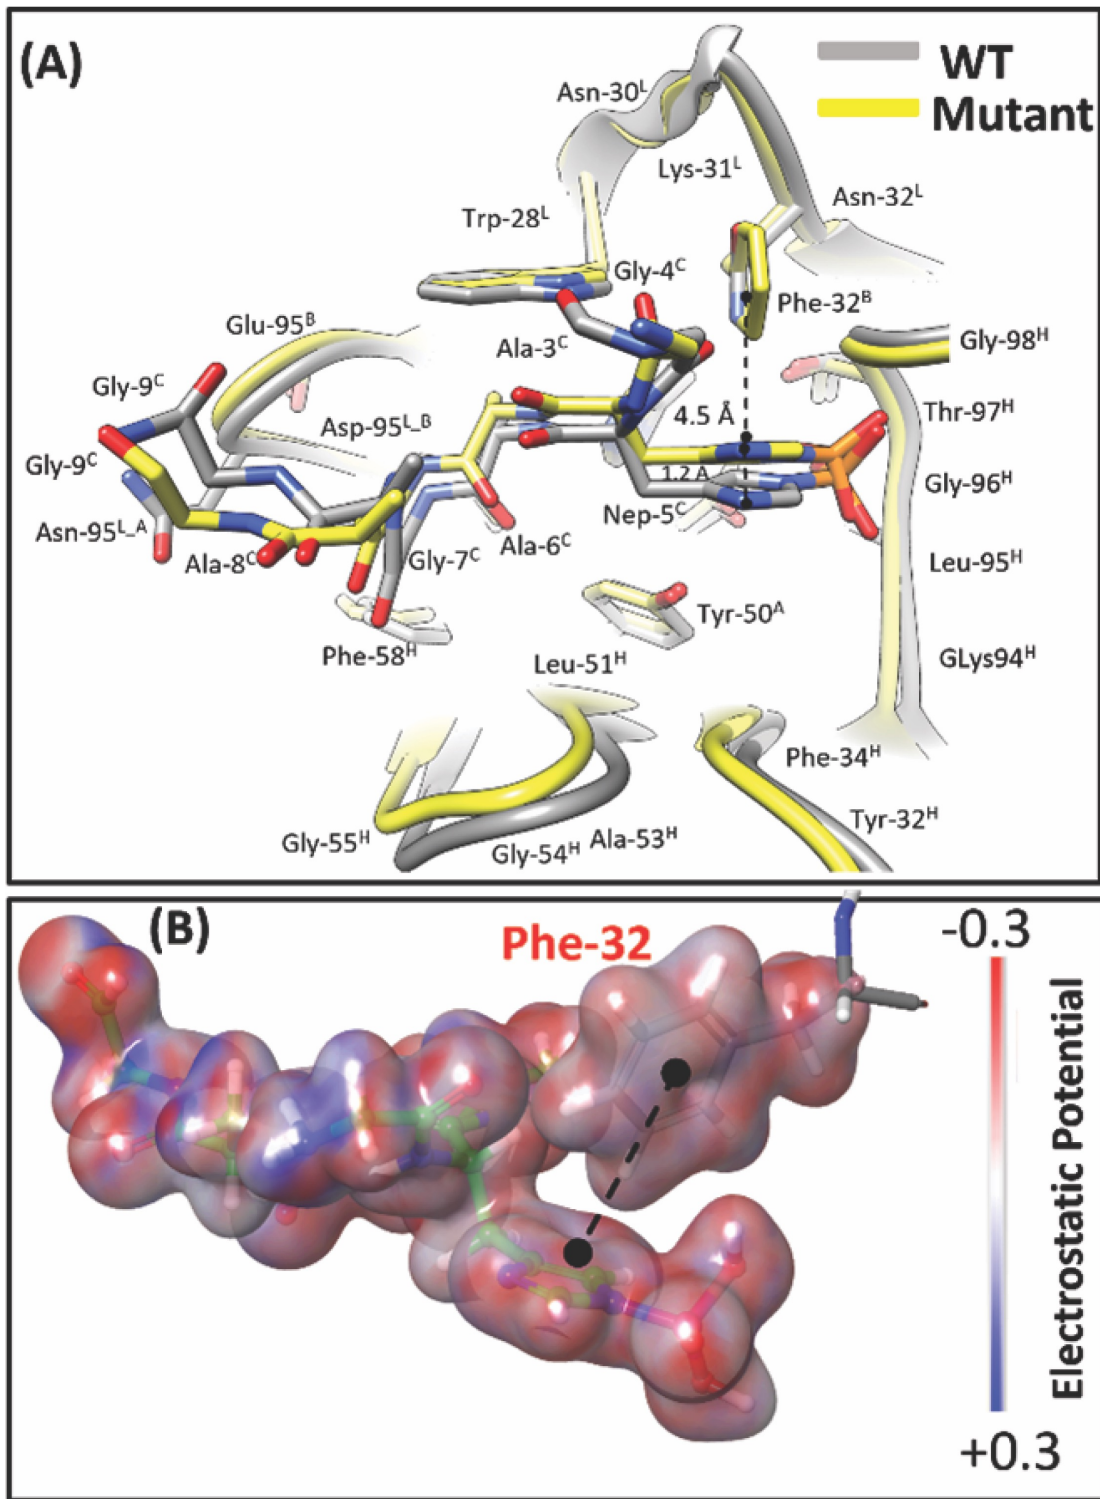 (A)
WT
Mutant
Asn-30ᴸ
Lys-31ᴸ
Asn-32ᴸ
Trp-28ᴸ
Gly-4ᶜ
Phe-32ᴮ
Glu-95ᴮ
Ala-3ᶜ
Gly-98ᴴ
Gly-9ᶜ
Thr-97ᴴ
4.5 Å
Asp-95ᴸ_ᴮ
Gly-9ᶜ
1.2 A
Gly-96ᴴ
Nep-5ᶜ
Asn-95ᴸ_ᴬ
Ala-8ᶜ
Gly-7ᶜ
Ala-6ᶜ
Leu-95ᴴ
Tyr-50ᴬ
Phe-58ᴴ
Leu-51ᴴ
GLys94ᴴ
Phe-34ᴴ
Tyr-32ᴴ
Gly-55ᴴ
Gly-54ᴴ
Ala-53ᴴ
(B)
Phe-32
-0.3
Electrostatic Potential
+0.3